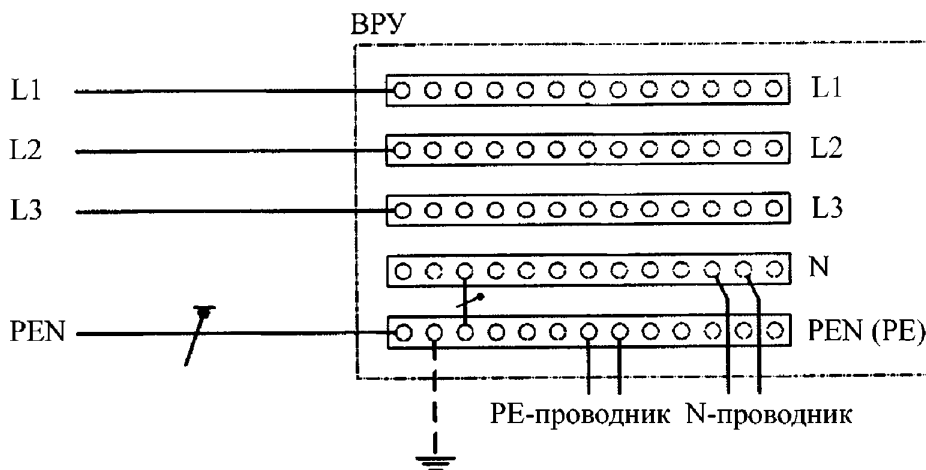 ВРУ
L1 L1
L2 L2
L3 L3
N
PEN PEN (PE)
PE-проводник N-проводник